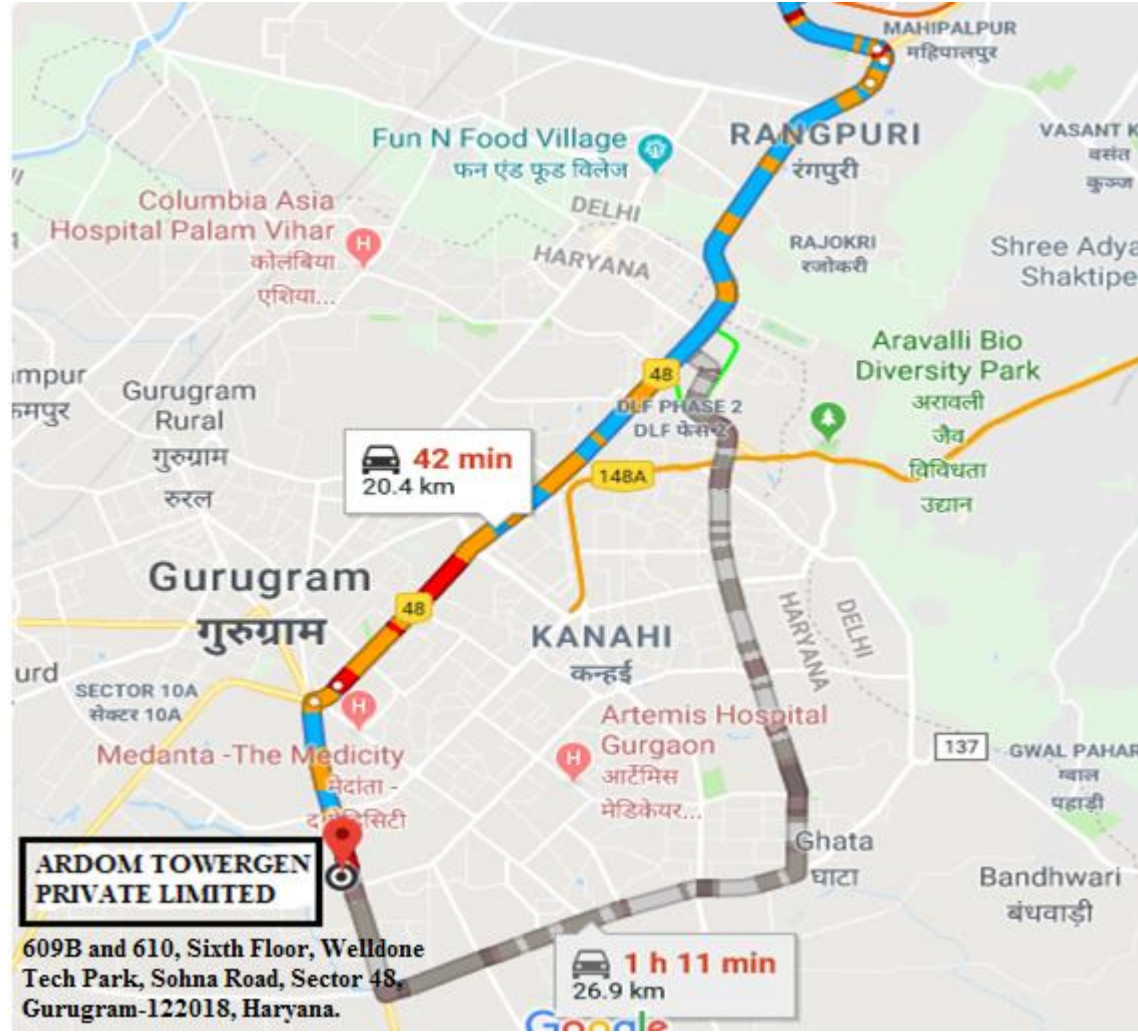 MAHIPALPUR
महिपालपुर
Fun N Food Village
फन एंड फूड विलेज
RANGPURI
रंगपुरी
वसंत
कुञ्ज
Columbia Asia
Hospital Palam Vihar
कोलंबिया
एशिया...
DELHI
HARYANA
RAJOKRI
रजोकरी
Shree
Aravalli Bio
Diversity Park
अरावली
जैव
विविधता
उद्यान
Gurugram
Rural
गुरुग्राम
रुरल
48
DLF PHASE 2
DLF फेस 2
42 min
20.4 km
148A
Gurugram
गुरुग्राम
48
KANAHI
कन्हई
HARYANA
DELHI
SECTOR 10A
सेक्टर 10A
Medanta -The Medicity
मेदांता -
Artemis Hospital
Gurgaon
आर्टेमिस
मेडिकेयर...
137
GWAL PAHAR
ग्वाल
पहाड़ी
Ghata
घाटा
Bandhwari
बंधवाड़ी
ARDOM TOWERGEN
PRIVATE LIMITED
609B and 610, Sixth Floor, Welldone
Tech Park, Sohna Road, Sector 48,
Gurugram-122018, Haryana.
1 h 11 min
26.9 km
Google